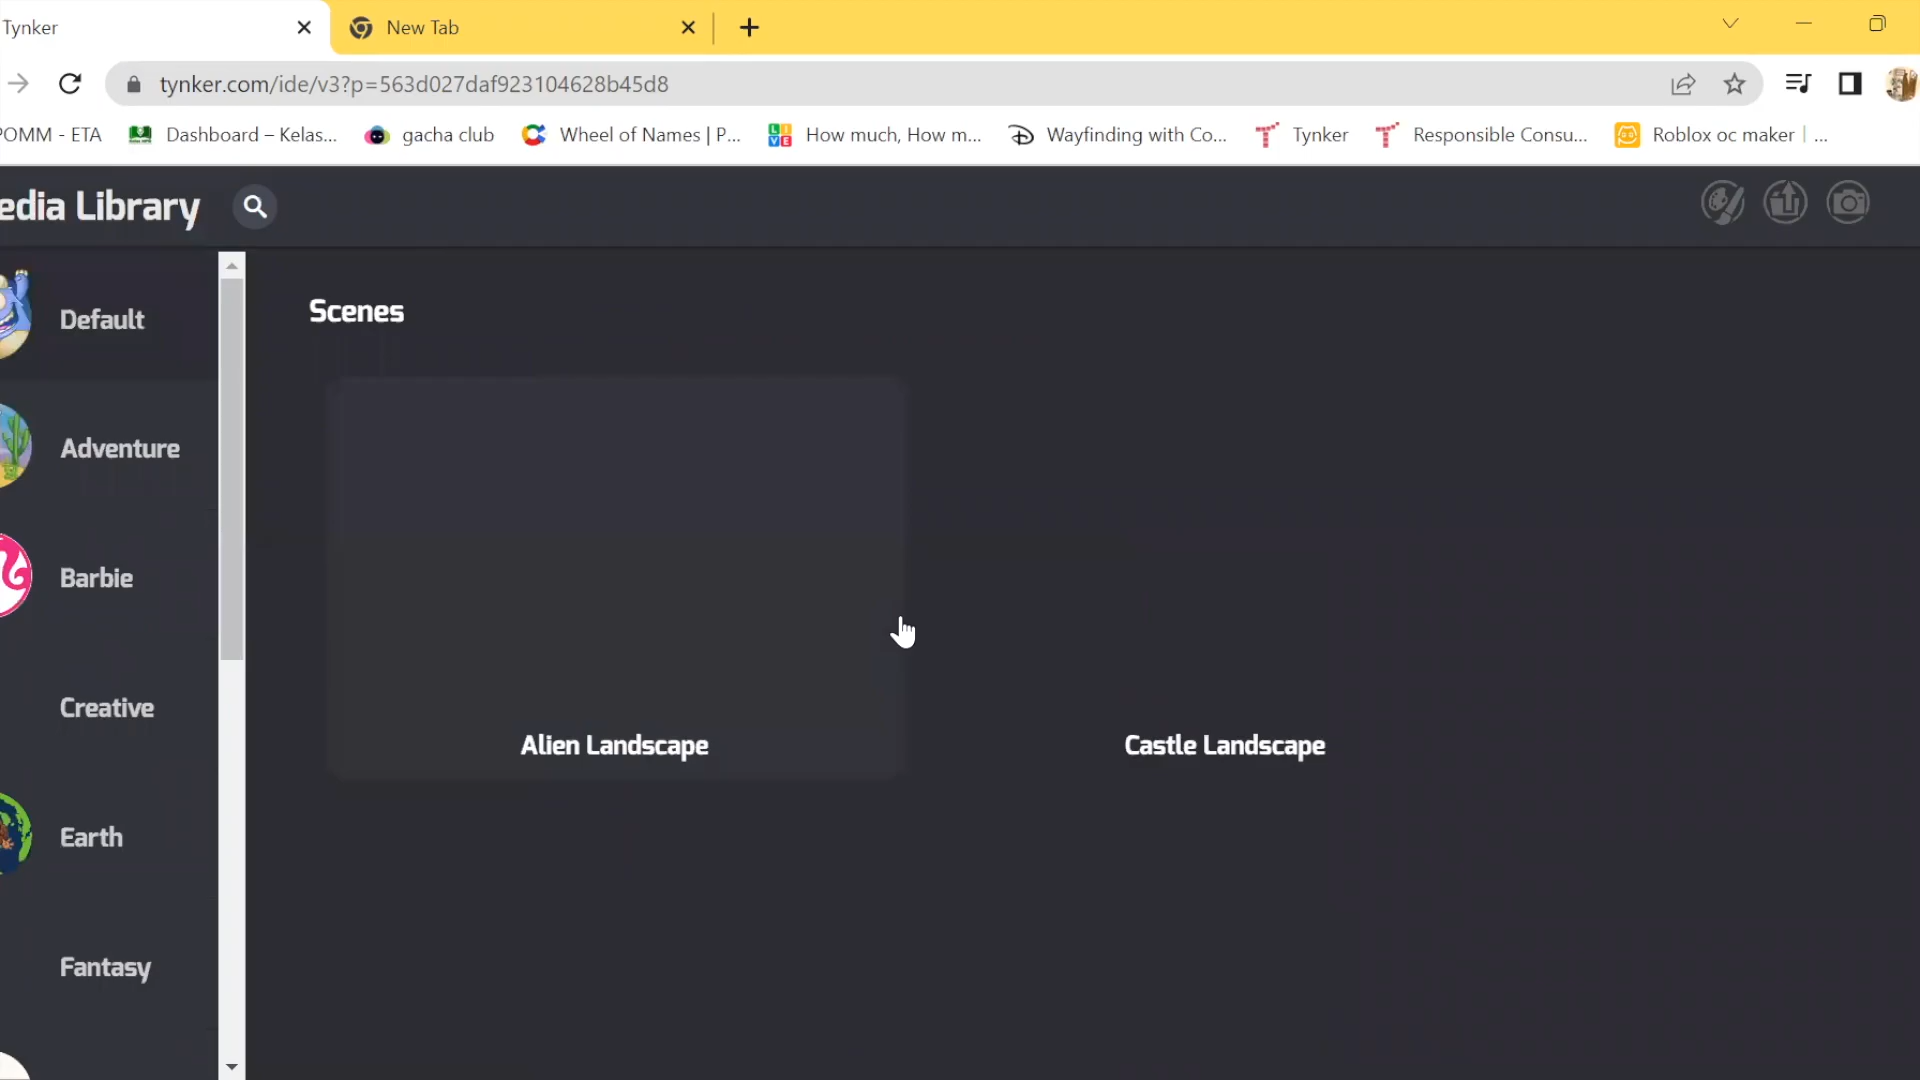 Tynker
New Tab
tynker.com/ide/v3?p=563d027daf923104628b45d8
POMM - ETA
Dashboard – Kelas...
gacha club
Wheel of Names | P...
LIVE
How much, How m...
Wayfinding with Co...
Tynker
Responsible Consu...
Roblox oc maker | ...
edia Library
Default
Scenes
Adventure
Barbie
Creative
Alien Landscape
Castle Landscape
Earth
Fantasy